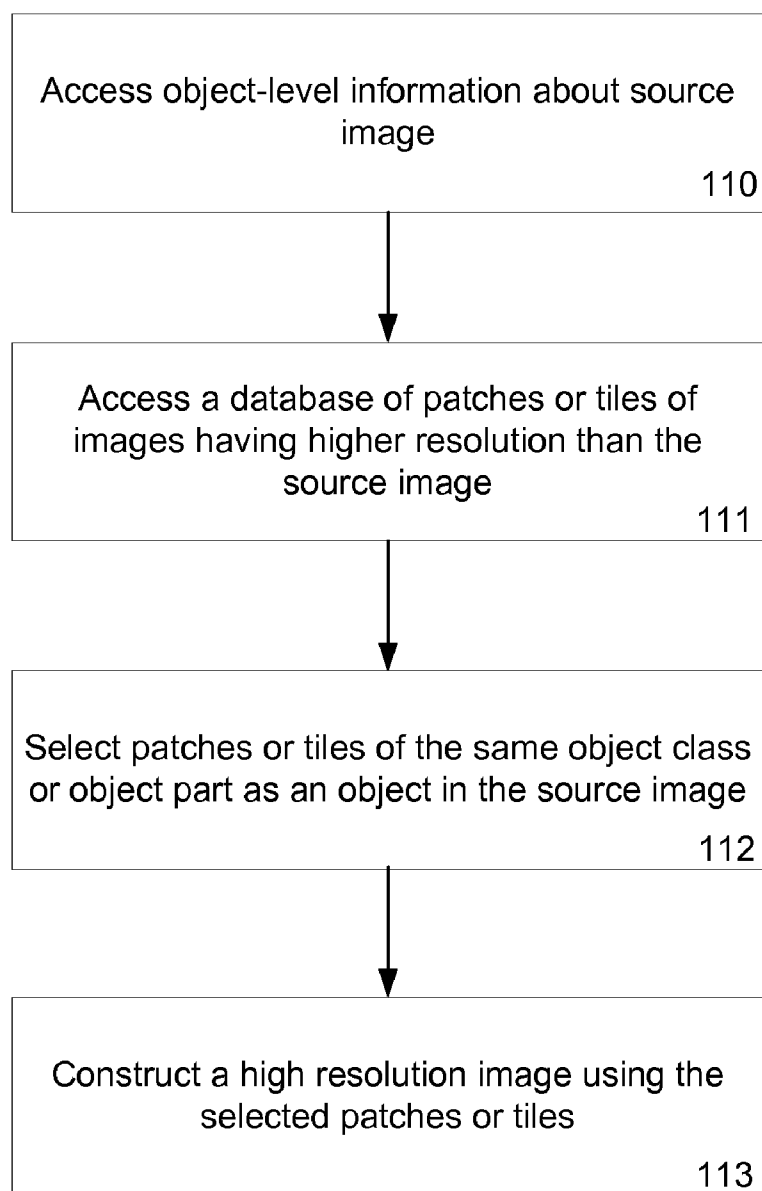 Access object-level information about source
image
110
Access a database of patches or tiles of
images having higher resolution than the
source image
111
Select patches or tiles of the same object class
or object part as an object in the source image
112
Construct a high resolution image using the
selected patches or tiles
113